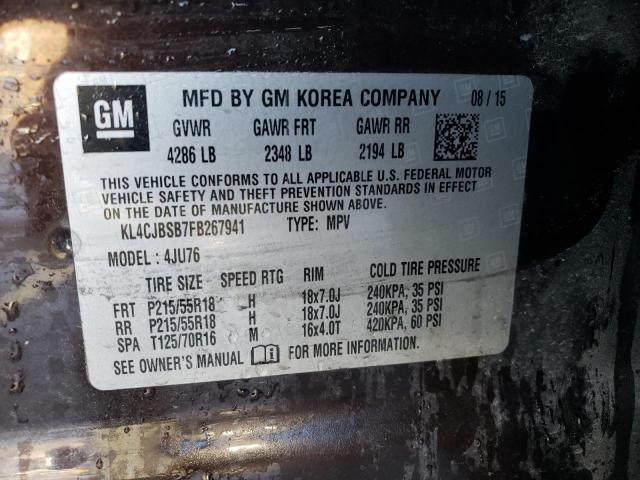 GM MFD BY GM KOREA COMPANY 08 / 15
GVWR GAWR FRT GAWR RR
4286 LB 2348 LB 2194 LB
THIS VEHICLE CONFORMS TO ALL APPLICABLE U.S. FEDERAL MOTOR
VEHICLE SAFETY AND THEFT PREVENTION STANDARDS IN EFFECT
ON THE DATE OF MANUFACTURE SHOWN ABOVE.
KL4CJBSB7FB267941 TYPE: MPV
MODEL : 4JU76
TIRE SIZE SPEED RTG RIM COLD TIRE PRESSURE
FRT P215/55R18 H 18x7.0J 240KPA, 35 PSI
RR P215/55R18 H 18x7.0J 240KPA, 35 PSI
SPA T125/70R16 M 16x4.0T 420KPA, 60 PSI
SEE OWNER'S MANUAL FOR MORE INFORMATION.